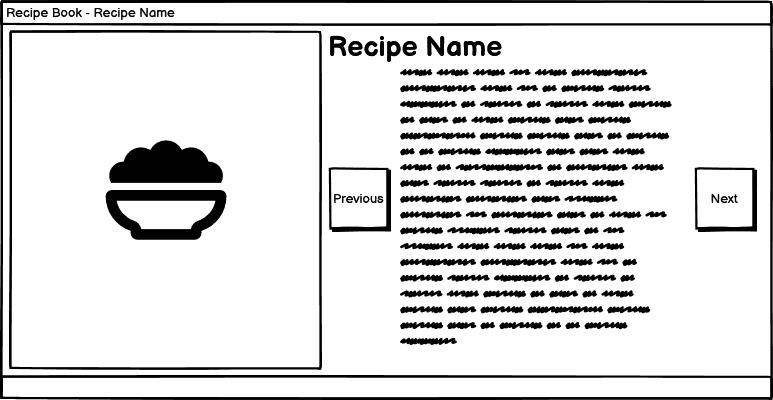 Recipe Book - Recipe Name
Recipe Name
Previous
Next